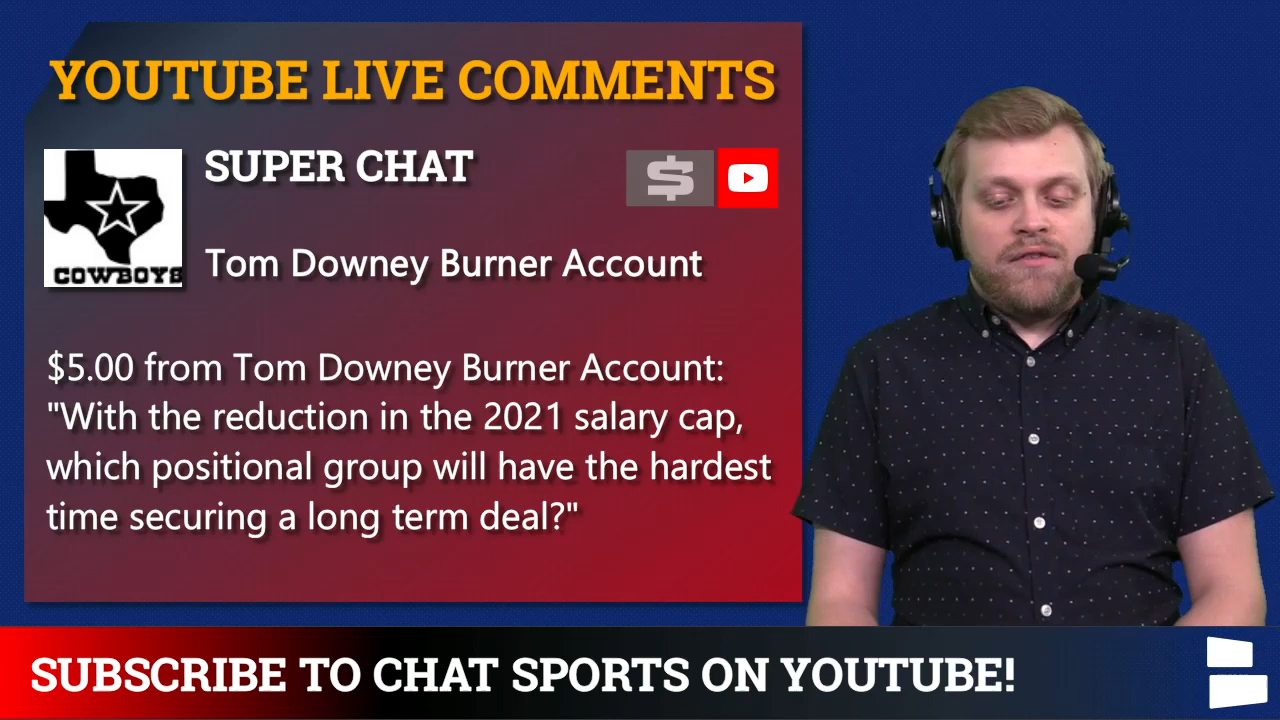 YOUTUBE LIVE COMMENTS
SUPER CHAT
COWBOYS
Tom Downey Burner Account
$5.00 from Tom Downey Burner Account:
"With the reduction in the 2021 salary cap,
which positional group will have the hardest
time securing a long term deal?"
SUBSCRIBE TO CHAT SPORTS ON YOUTUBE!